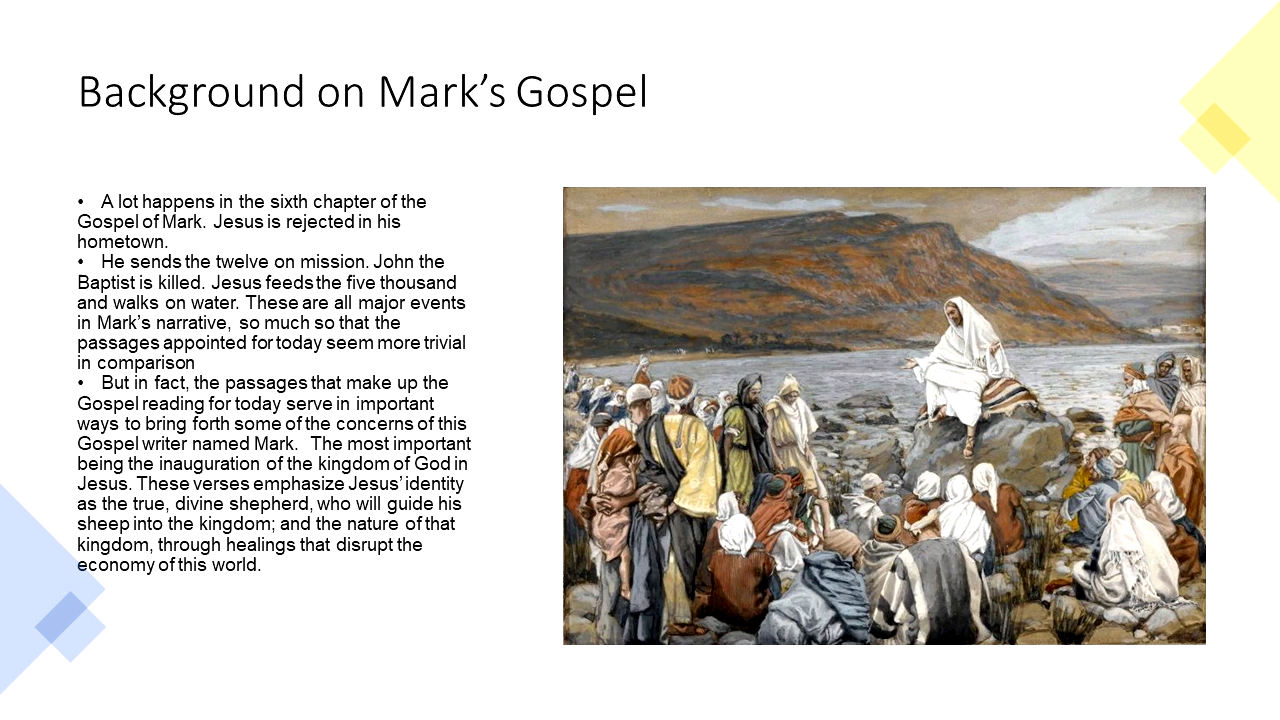 Background on Mark’s Gospel
• A lot happens in the sixth chapter of the
Gospel of Mark. Jesus is rejected in his
hometown.
• He sends the twelve on mission. John the
Baptist is killed. Jesus feeds the five thousand
and walks on water. These are all major events
in Mark’s narrative, so much so that the
passages appointed for today seem more trivial
in comparison
• But in fact, the passages that make up the
Gospel reading for today serve in important
ways to bring forth some of the concerns of this
Gospel writer named Mark. The most important
being the inauguration of the kingdom of God in
Jesus. These verses emphasize Jesus’ identity
as the true, divine shepherd, who will guide his
sheep into the kingdom; and the nature of that
kingdom, through healings that disrupt the
economy of this world.